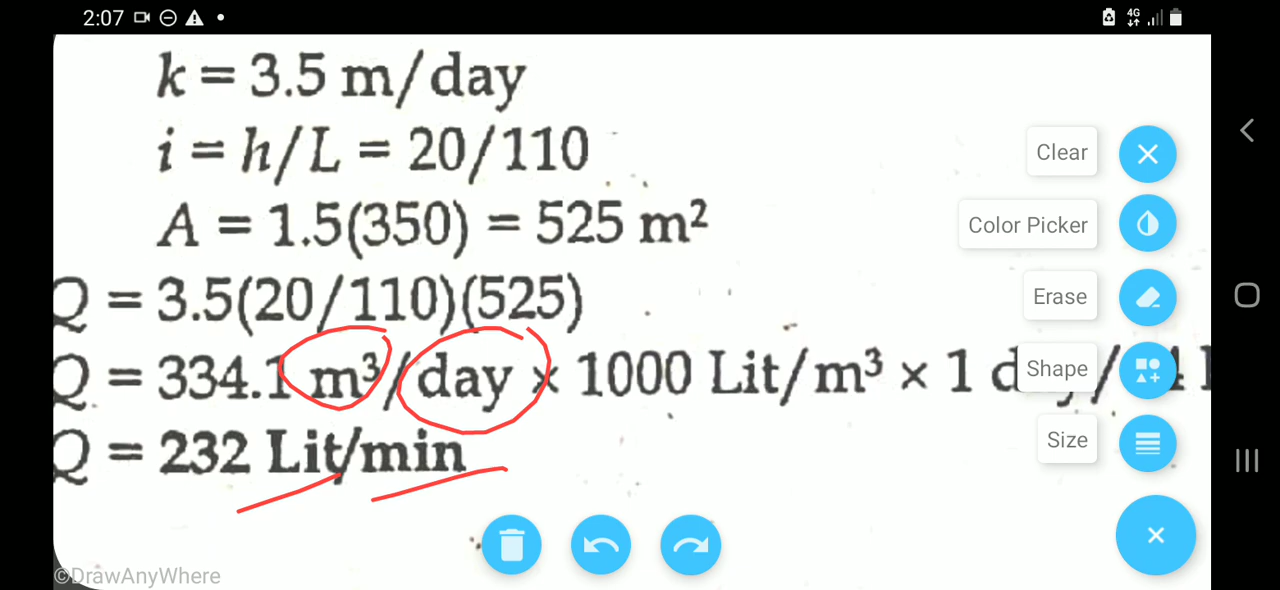 2:07
4G
k = 3.5 m/day
i = h/L = 20/110
A = 1.5(350) = 525 m²
Q = 3.5(20/110)(525)
Q = 334.1 m³/day × 1000 Lit/m³ × 1
Q = 232 Lit/min
Clear
Color Picker
Erase
Shape
Size
©DrawAnyWhere